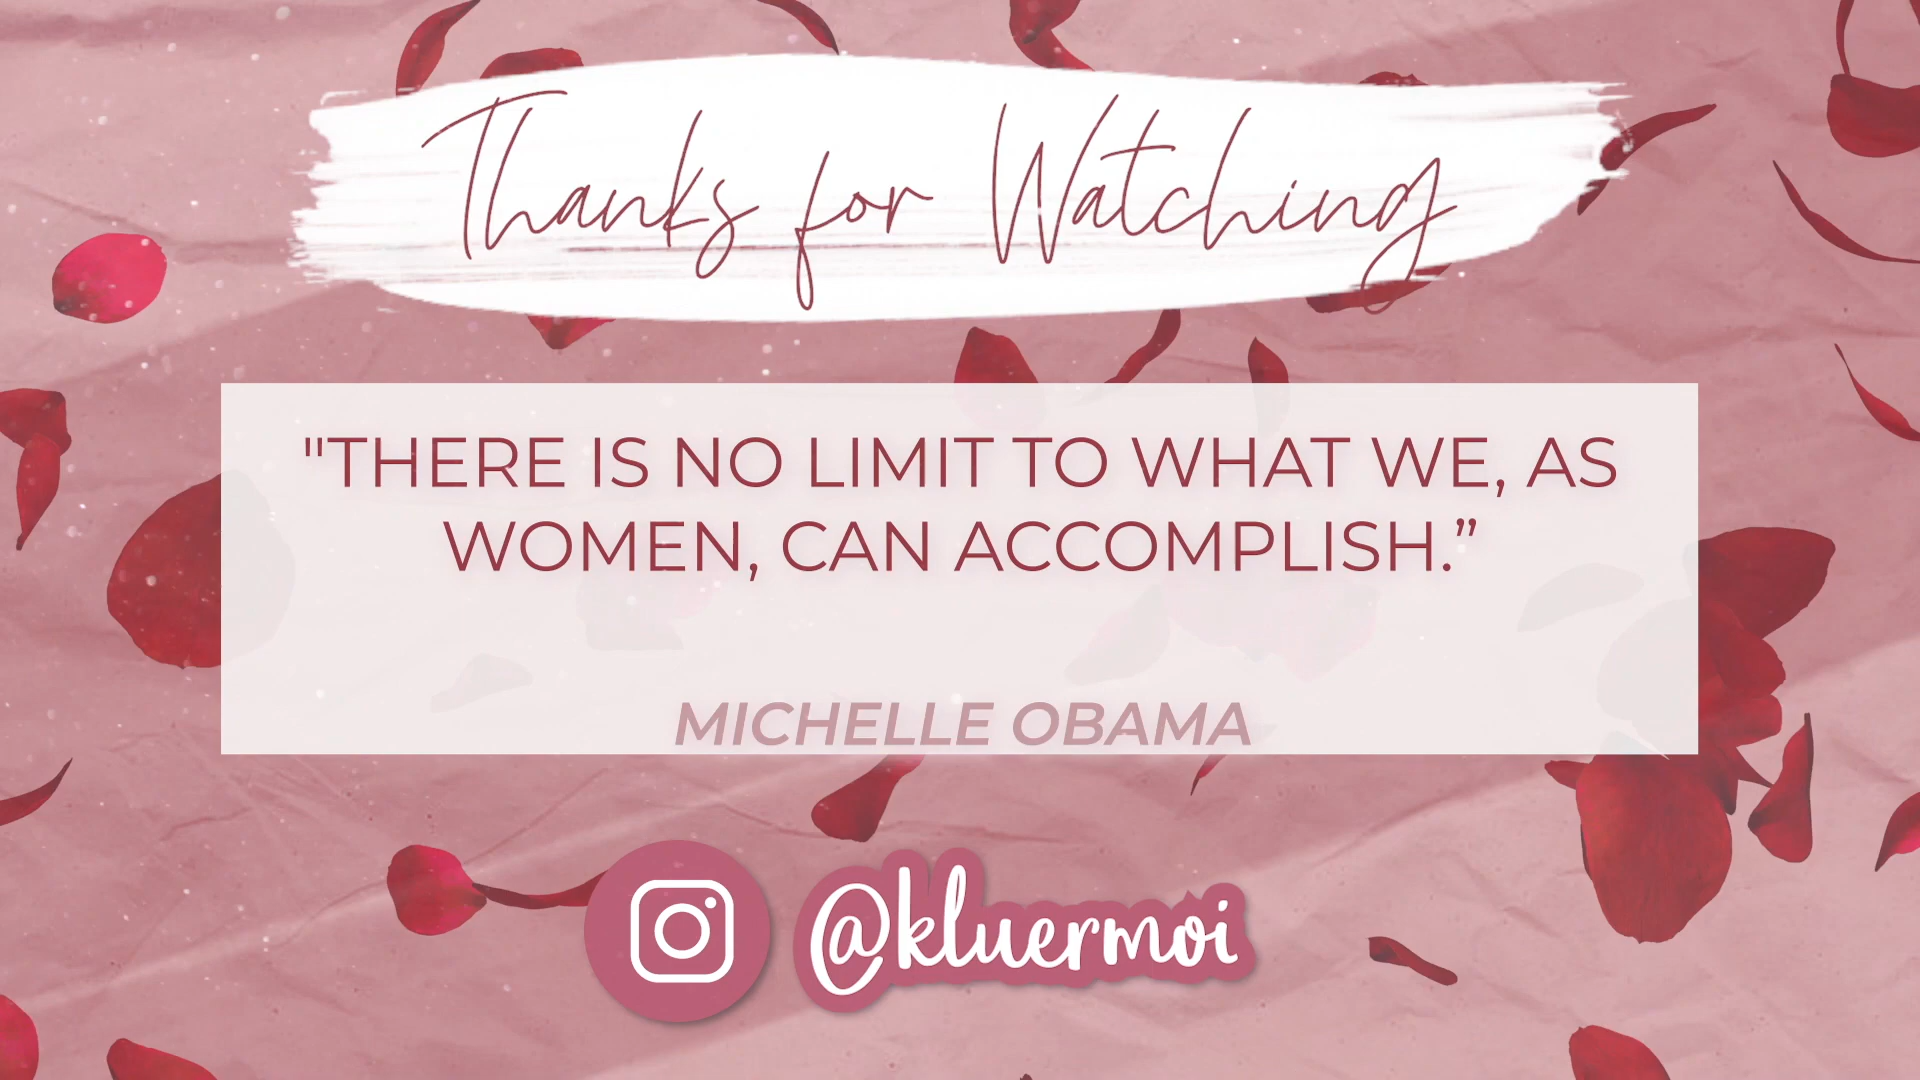 Thanks for Watching
"THERE IS NO LIMIT TO WHAT WE, AS
WOMEN, CAN ACCOMPLISH.”
MICHELLE OBAMA
@kluermoi